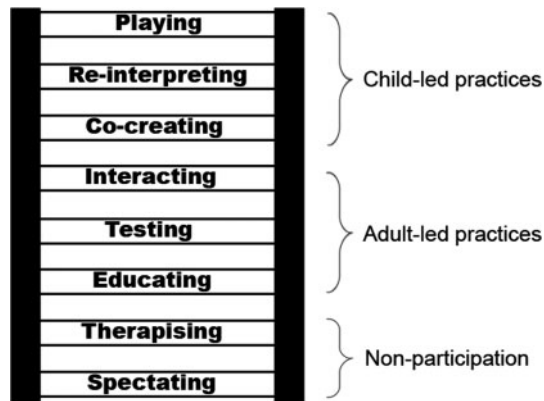 Playing
Re-interpreting
Co-creating
Child-led practices
Interacting
Testing
Educating
Adult-led practices
Therapising
Spectating
Non-participation